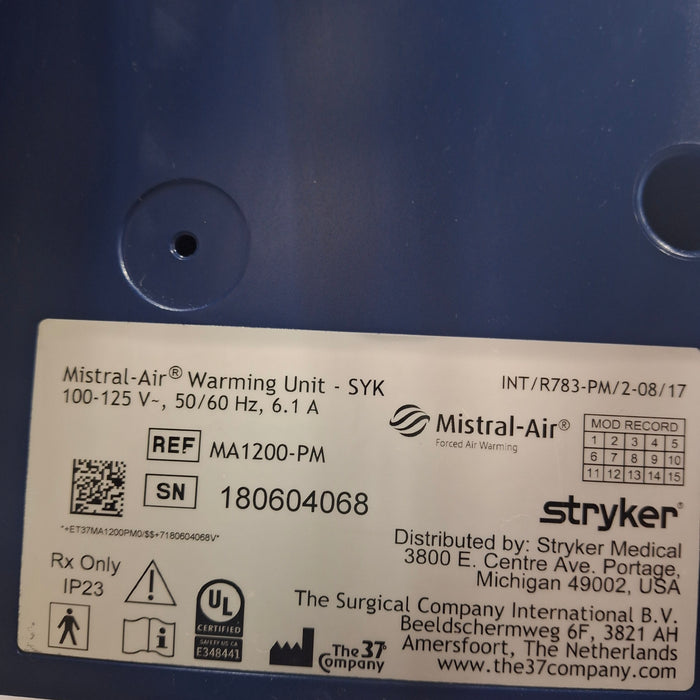 Mistral-Air® Warming Unit - SYK
100-125 V~, 50/60 Hz, 6.1 A
INT/R783-PM/2-08/17
Mistral-Air®
Forced Air Warming
MOD RECORD
1 2 3 4 5
6 7 8 9 10
11 12 13 14 15
REF MA1200-PM
SN 180604068
*+ET37MA1200PM0/$$+7180604068V*
stryker®
Distributed by: Stryker Medical
3800 E. Centre Ave. Portage,
Michigan 49002, USA
Rx Only
IP23
UL
CERTIFIED
SAFETY US CA
E348441
The 37°
Company
The Surgical Company International B.V.
Beeldschermweg 6F, 3821 AH
Amersfoort, The Netherlands
www.the37company.com